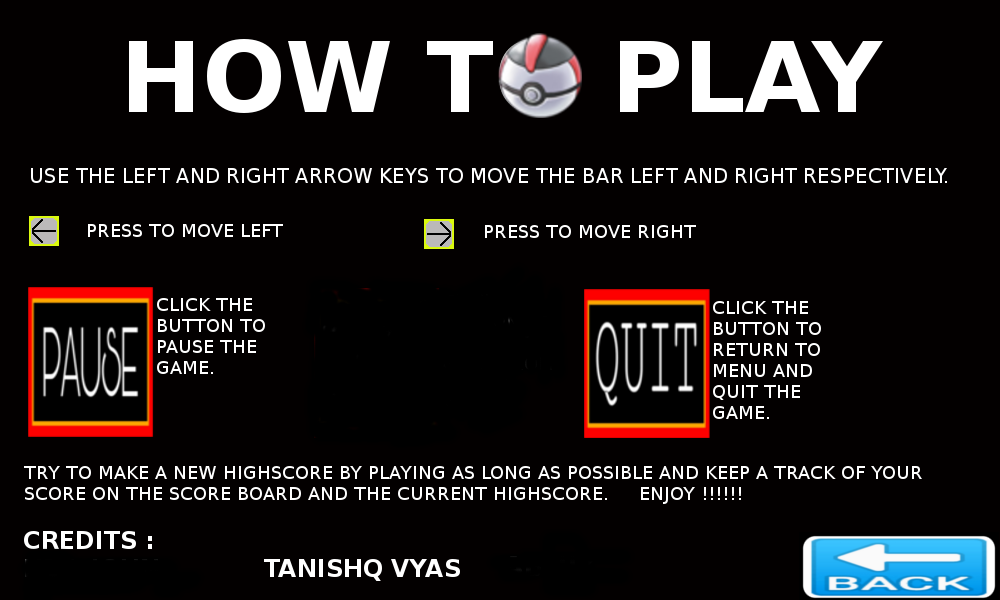 HOW TO PLAY
USE THE LEFT AND RIGHT ARROW KEYS TO MOVE THE BAR LEFT AND RIGHT RESPECTIVELY.
PRESS TO MOVE LEFT
PRESS TO MOVE RIGHT
PAUSE
CLICK THE
BUTTON TO
PAUSE THE
GAME.
QUIT
CLICK THE
BUTTON TO
RETURN TO
MENU AND
QUIT THE
GAME.
TRY TO MAKE A NEW HIGHSCORE BY PLAYING AS LONG AS POSSIBLE AND KEEP A TRACK OF YOUR
SCORE ON THE SCORE BOARD AND THE CURRENT HIGHSCORE. ENJOY !!!!!!
CREDITS :
TANISHQ VYAS
BACK